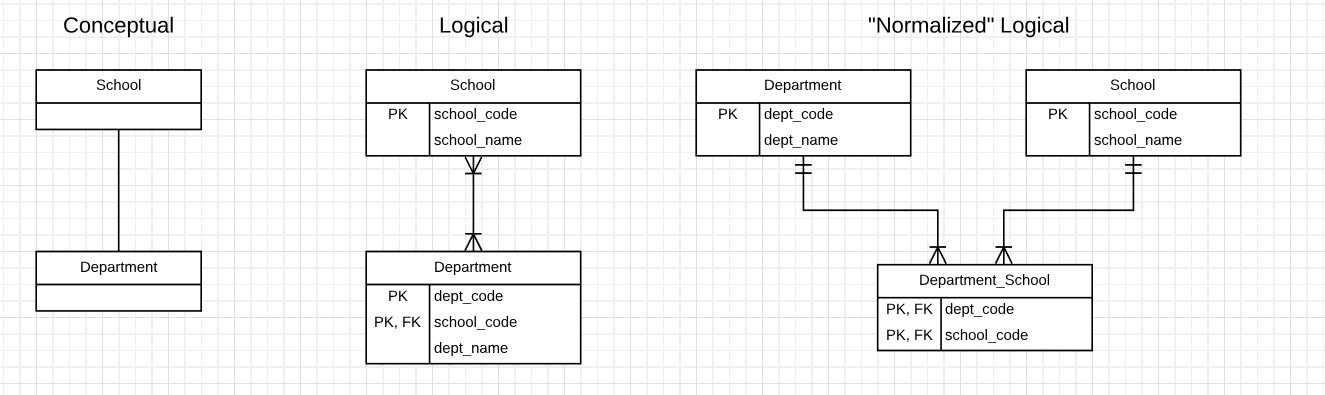 Conceptual
School
Department
Logical
School
PK school_code
school_name
Department
PK dept_code
PK, FK school_code
dept_name
"Normalized" Logical
Department
PK dept_code
dept_name
School
PK school_code
school_name
Department_School
PK, FK dept_code
PK, FK school_code